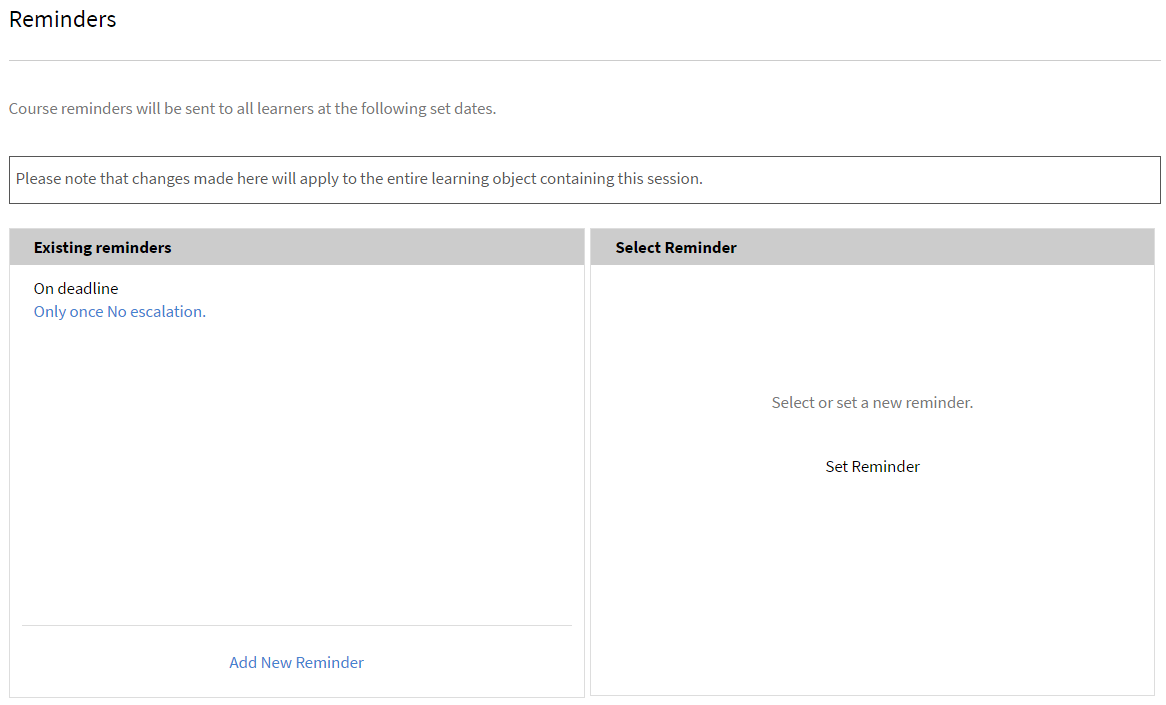 Reminders
Course reminders will be sent to all learners at the following set dates.
Please note that changes made here will apply to the entire learning object containing this session.
Existing reminders
On deadline
Only once No escalation.
Add New Reminder
Select Reminder
Select or set a new reminder.
Set Reminder